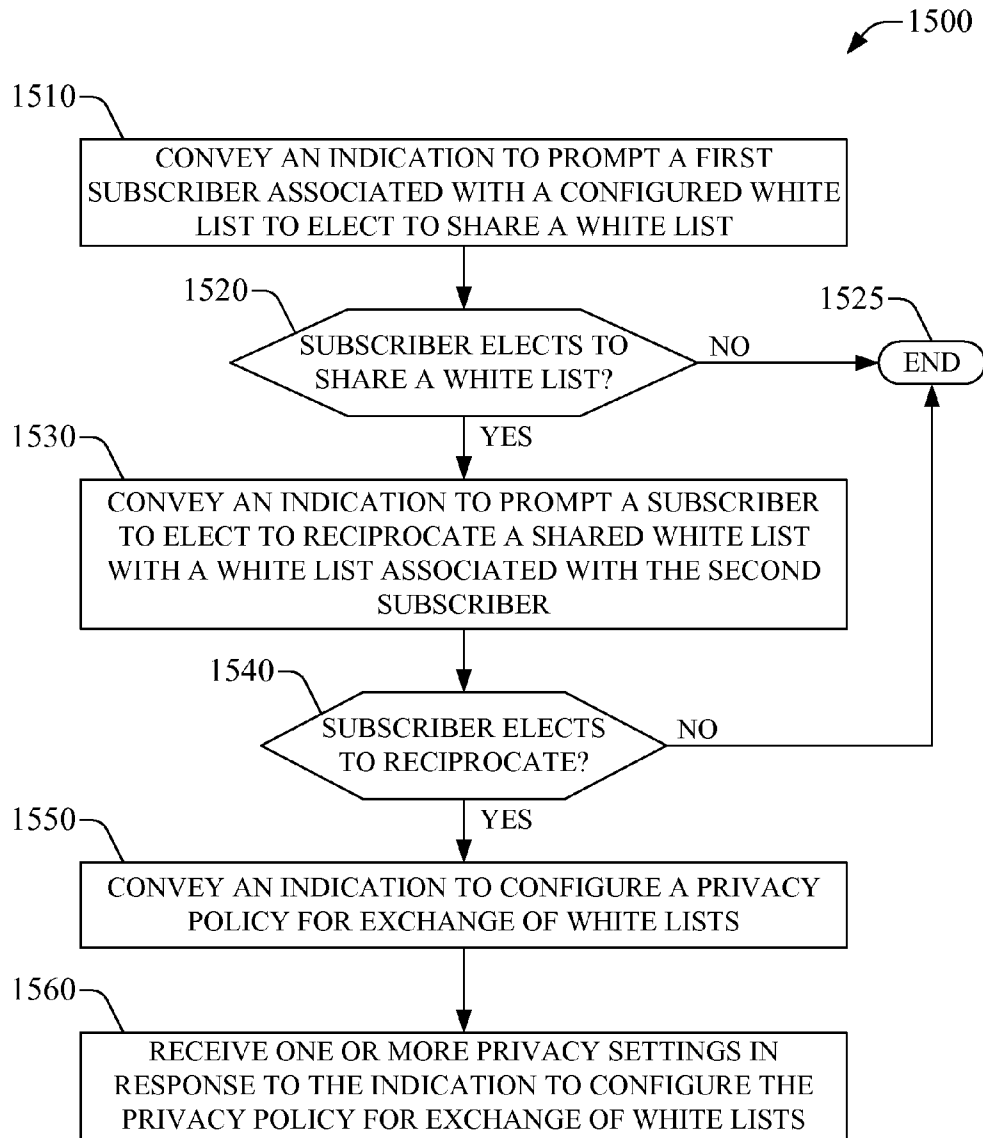 1500
1510
CONVEY AN INDICATION TO PROMPT A FIRST
SUBSCRIBER ASSOCIATED WITH A CONFIGURED WHITE
LIST TO ELECT TO SHARE A WHITE LIST
1520
SUBSCRIBER ELECTS TO
SHARE A WHITE LIST?
NO
1525
END
YES
1530
CONVEY AN INDICATION TO PROMPT A SUBSCRIBER
TO ELECT TO RECIPROCATE A SHARED WHITE LIST
WITH A WHITE LIST ASSOCIATED WITH THE SECOND
SUBSCRIBER
1540
SUBSCRIBER ELECTS
TO RECIPROCATE?
NO
YES
1550
CONVEY AN INDICATION TO CONFIGURE A PRIVACY
POLICY FOR EXCHANGE OF WHITE LISTS
1560
RECEIVE ONE OR MORE PRIVACY SETTINGS IN
RESPONSE TO THE INDICATION TO CONFIGURE THE
PRIVACY POLICY FOR EXCHANGE OF WHITE LISTS